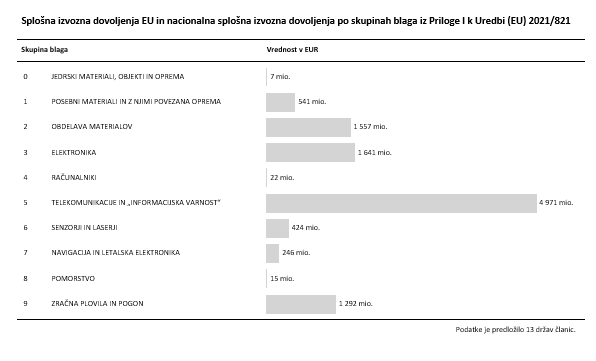 Splošna izvozna dovoljenja EU in nacionalna splošna izvozna dovoljenja po skupinah blaga iz Priloge I k Uredbi (EU) 2021/821
Skupina blaga Vrednost v EUR
0 JEDRSKI MATERIALI, OBJEKTI IN OPREMA 7 mio.
1 POSEBNI MATERIALI IN Z NJIMI POVEZANA OPREMA 541 mio.
2 OBDELAVA MATERIALOV 1 557 mio.
3 ELEKTRONIKA 1 641 mio.
4 RAČUNALNIKI 22 mio.
5 TELEKOMUNIKACIJE IN „INFORMACIJSKA VARNOST“ 4 971 mio.
6 SENZORJI IN LASERJI 424 mio.
7 NAVIGACIJA IN LETALSKA ELEKTRONIKA 246 mio.
8 POMORSTVO 15 mio.
9 ZRAČNA PLOVILA IN POGON 1 292 mio.
Podatke je predložilo 13 držav članic.